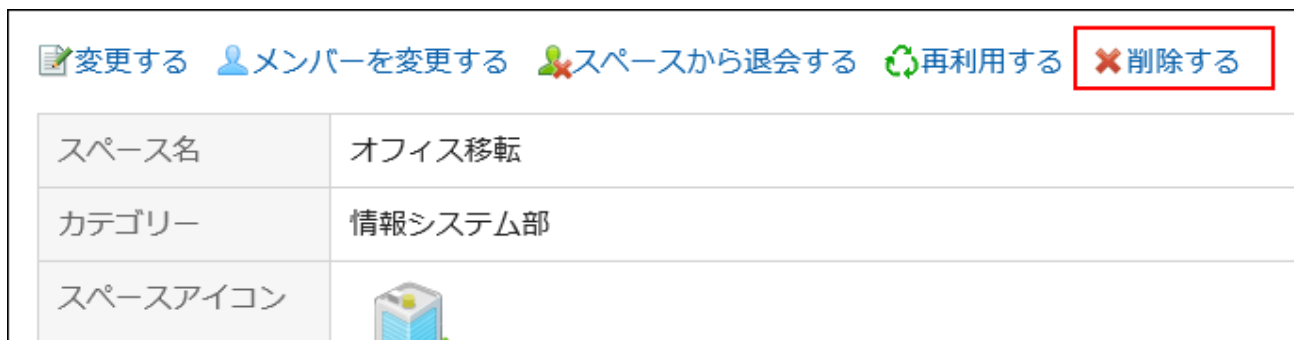 変更する メンバーを変更する スペースから退会する 再利用する 削除する
スペース名 オフィス移転
カテゴリー 情報システム部
スペースアイコン